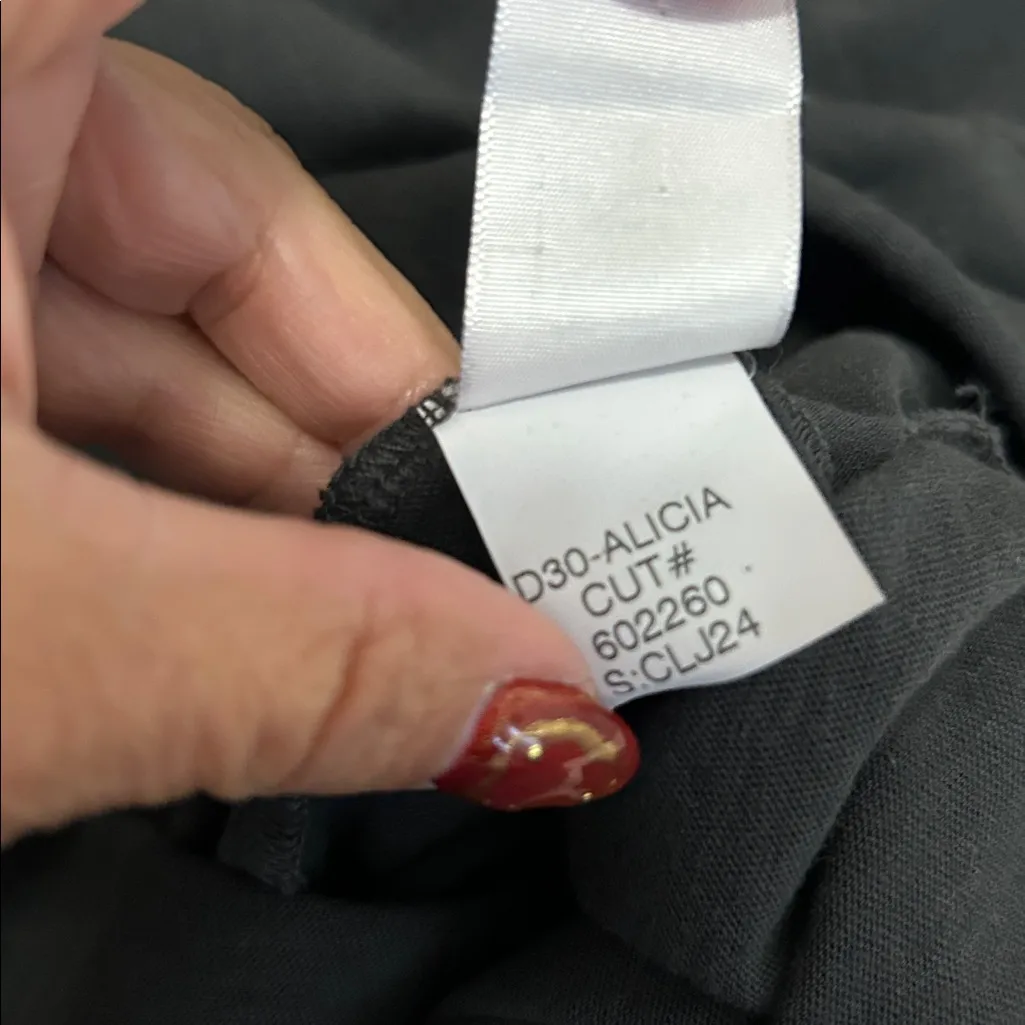 D30-ALICIA
CUT#
602260
S:CLJ24